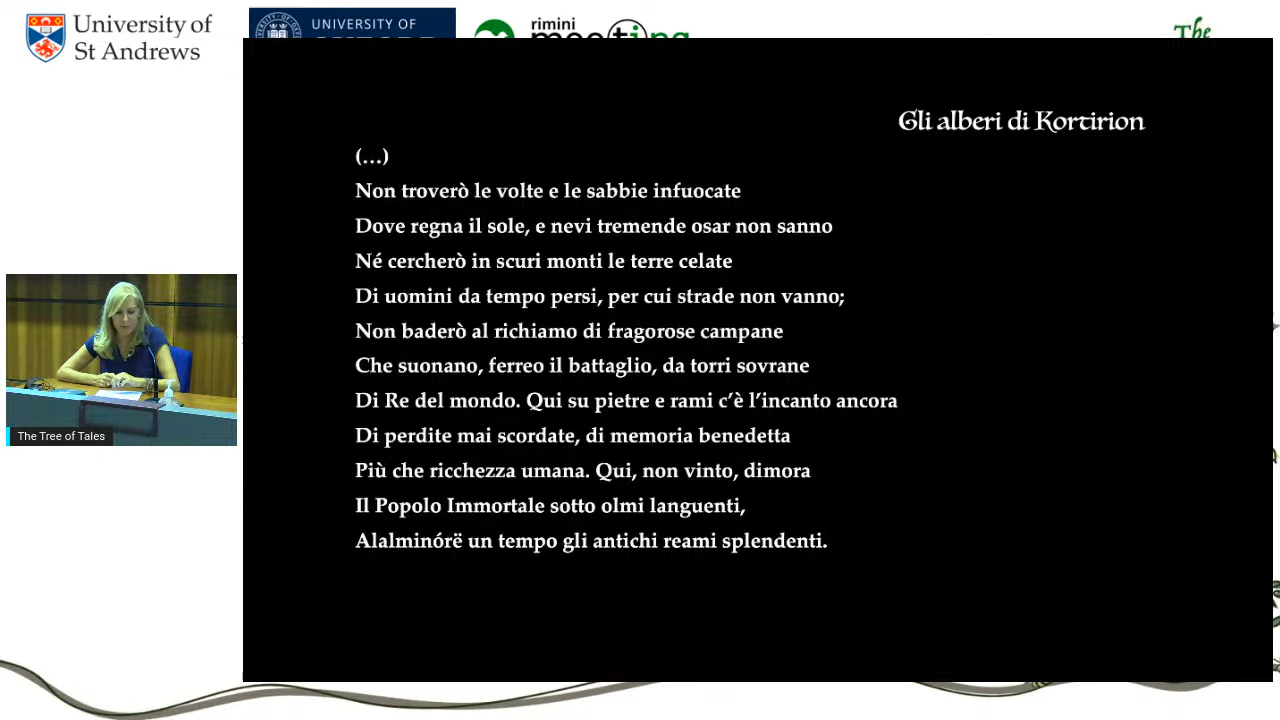 University of
St Andrews
UNIVERSITY OF
rimini
meeting
The
Gli alberi di Kortirion
(…)
Non troverò le volte e le sabbie infuocate
Dove regna il sole, e nevi tremende osar non sanno
Né cercherò in scuri monti le terre celate
Di uomini da tempo persi, per cui strade non vanno;
Non baderò al richiamo di fragorose campane
Che suonano, ferreo il battaglio, da torri sovrane
Di Re del mondo. Qui su pietre e rami c’è l’incanto ancora
Di perdite mai scordate, di memoria benedetta
Più che ricchezza umana. Qui, non vinto, dimora
Il Popolo Immortale sotto olmi languenti,
Alalminórë un tempo gli antichi reami splendenti.
The Tree of Tales